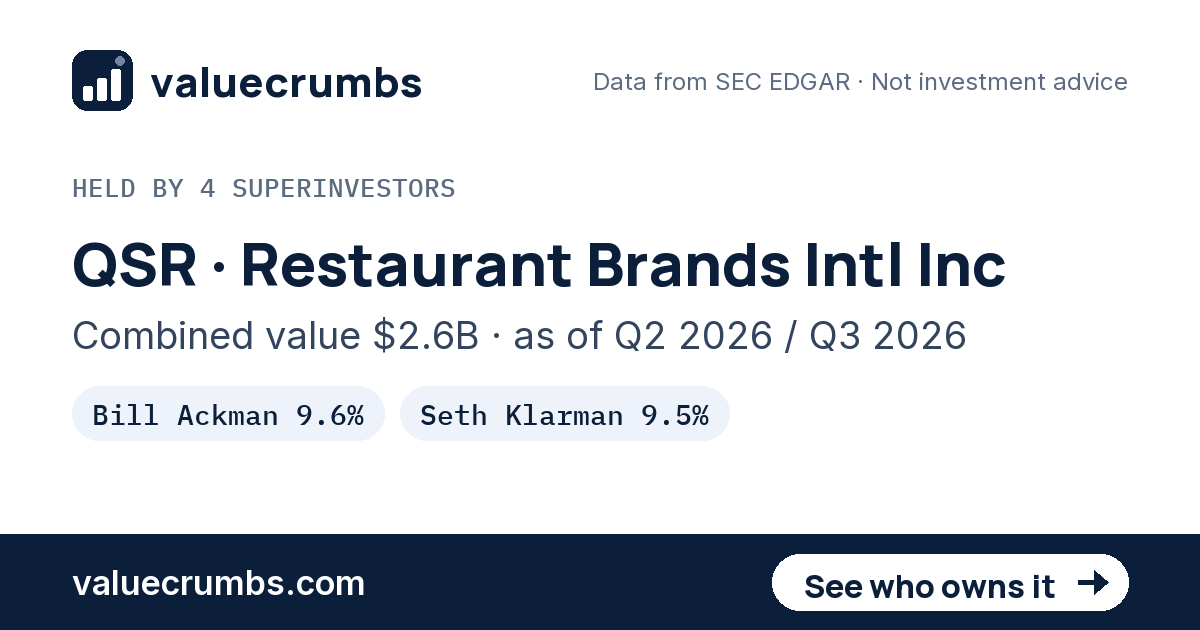 valuecrumbs
Data from SEC EDGAR · Not investment advice
HELD BY 4 SUPERINVESTORS
QSR · Restaurant Brands Intl Inc
Combined value $2.6B · as of Q2 2026 / Q3 2026
Bill Ackman 9.6%
Seth Klarman 9.5%
valuecrumbs.com
See who owns it →